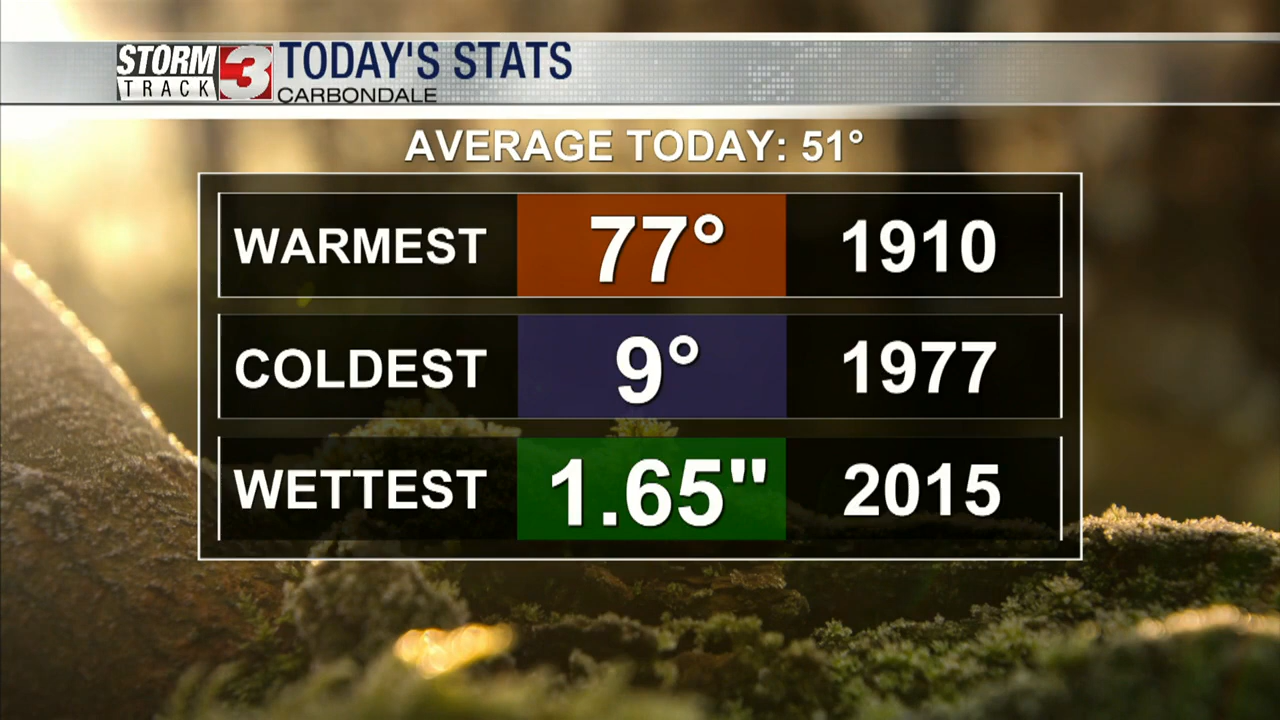 STORM
TRACK
3
TODAY'S STATS
CARBONDALE
AVERAGE TODAY: 51°
WARMEST 77° 1910
COLDEST 9° 1977
WETTEST 1.65" 2015